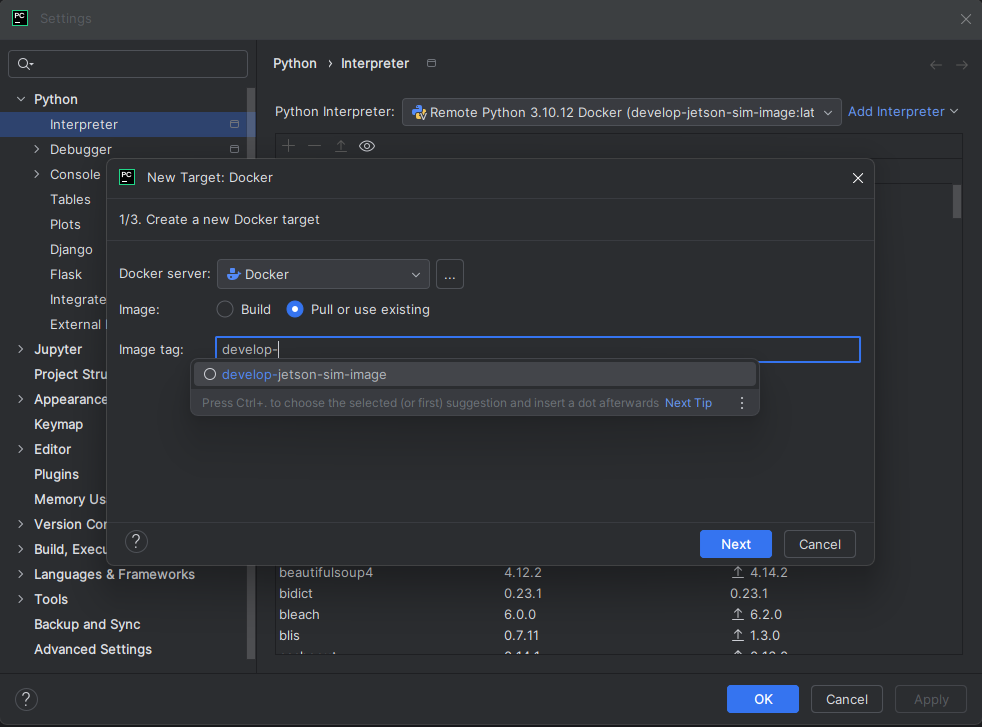 PC
Settings
Python › Interpreter
Python
Interpreter
Debugger
Console
Tables
Plots
Django
Flask
Integrate
External
Jupyter
Project Stru
Appearance
Keymap
Editor
Plugins
Memory Us
Version Con
Build, Execu
Languages & Frameworks
Tools
Backup and Sync
Advanced Settings
Python Interpreter: Remote Python 3.10.12 Docker (develop-jetson-sim-image:lat Add Interpreter
PC
New Target: Docker
1/3. Create a new Docker target
Docker server: Docker ...
Image: Build Pull or use existing
Image tag: develop-
develop-jetson-sim-image
Press Ctrl+. to choose the selected (or first) suggestion and insert a dot afterwards Next Tip
? Next Cancel
beautifulsoup4 4.12.2 4.14.2
bidict 0.23.1 0.23.1
bleach 6.0.0 6.2.0
blis 0.7.11 1.3.0
? OK Cancel Apply